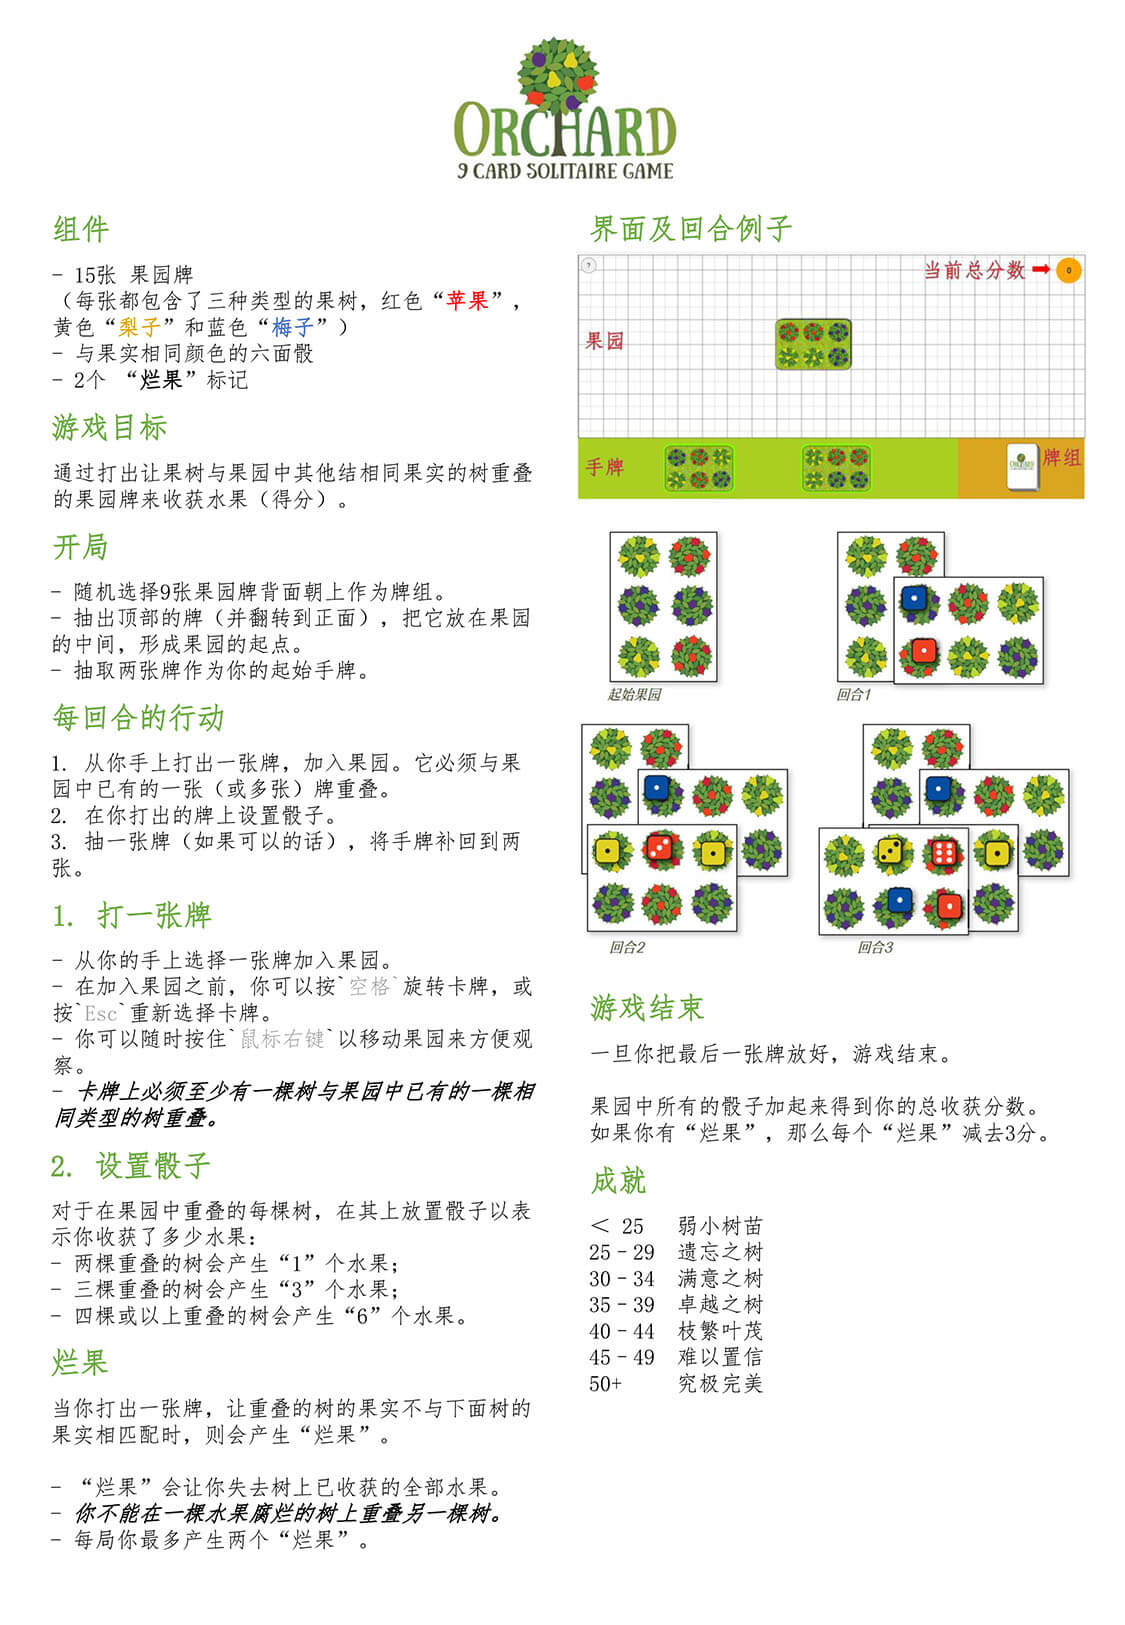 ORCHARD
9 CARD SOLITAIRE GAME
组件
- 15张 果园牌
（每张都包含了三种类型的果树，红色“苹果”，
黄色“梨子”和蓝色“梅子”）
- 与果实相同颜色的六面骰
- 2个 “烂果”标记
游戏目标
通过打出让果树与果园中其他结相同果实的树重叠
的果园牌来收获水果（得分）。
开局
- 随机选择9张果园牌背面朝上作为牌组。
- 抽出顶部的牌（并翻转到正面），把它放在果园
的中间，形成果园的起点。
- 抽取两张牌作为你的起始手牌。
每回合的行动
1. 从你手上打出一张牌，加入果园。它必须与果
园中已有的一张（或多张）牌重叠。
2. 在你打出的牌上设置骰子。
3. 抽一张牌（如果可以的话），将手牌补回到两
张。
1. 打一张牌
- 从你的手上选择一张牌加入果园。
- 在加入果园之前，你可以按`空格`旋转卡牌，或
按`Esc`重新选择卡牌。
- 你可以随时按住`鼠标右键`以移动果园来方便观
察。
- 卡牌上必须至少有一棵树与果园中已有的一棵相
同类型的树重叠。
2. 设置骰子
对于在果园中重叠的每棵树，在其上放置骰子以表
示你收获了多少水果：
- 两棵重叠的树会产生“1”个水果；
- 三棵重叠的树会产生“3”个水果；
- 四棵或以上重叠的树会产生“6”个水果。
烂果
当你打出一张牌，让重叠的树的果实不与下面树的
果实相匹配时，则会产生“烂果”。
- “烂果”会让你失去树上已收获的全部水果。
- 你不能在一棵水果腐烂的树上重叠另一棵树。
- 每局你最多产生两个“烂果”。
界面及回合例子
?
当前总分数
0
果园
手牌
ORCHARD
牌组
起始果园
回合1
回合2
回合3
游戏结束
一旦你把最后一张牌放好，游戏结束。
果园中所有的骰子加起来得到你的总收获分数。
如果你有“烂果”，那么每个“烂果”减去3分。
成就
＜ 25 弱小树苗
25–29 遗忘之树
30–34 满意之树
35–39 卓越之树
40–44 枝繁叶茂
45–49 难以置信
50+ 究极完美